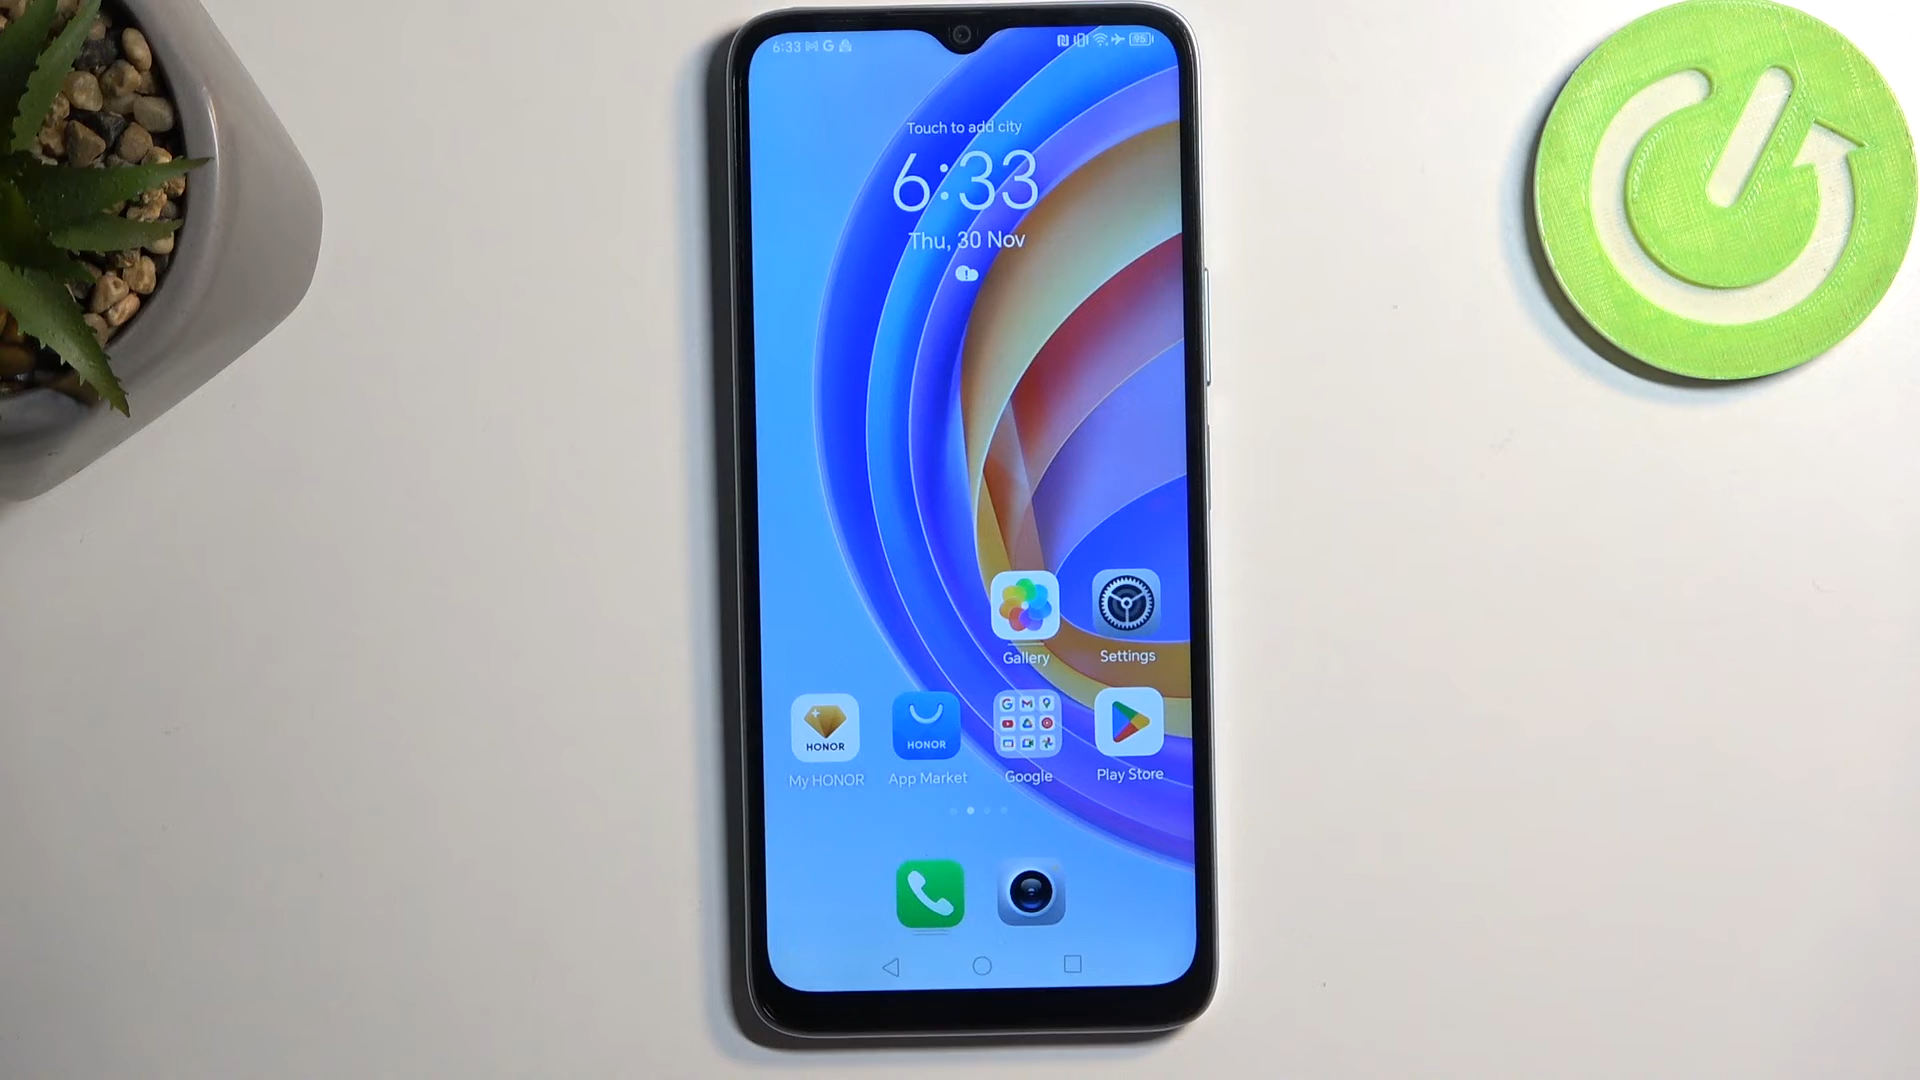 6:33
95
Touch to add city
6:33
Thu, 30 Nov
Gallery
Settings
HONOR
HONOR
My HONOR
App Market
Google
Play Store